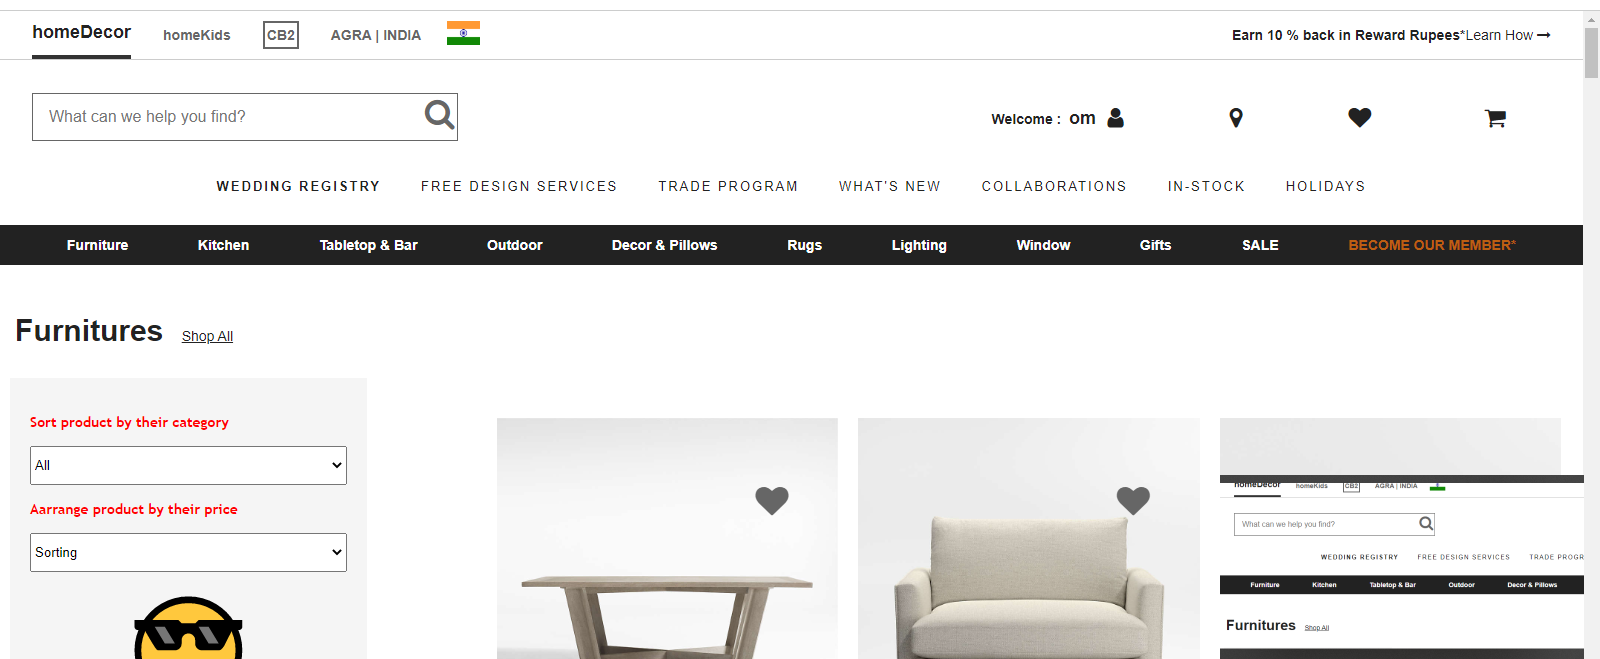 homeDecor homeKids CB2 AGRA | INDIA Earn 10 % back in Reward Rupees*Learn How
What can we help you find? Welcome : om
WEDDING REGISTRY FREE DESIGN SERVICES TRADE PROGRAM WHAT'S NEW COLLABORATIONS IN-STOCK HOLIDAYS
Furniture Kitchen Tabletop & Bar Outdoor Decor & Pillows Rugs Lighting Window Gifts SALE BECOME OUR MEMBER*
Furnitures Shop All
Sort product by their category
All
Aarrange product by their price
Sorting
homeDecor homeKids CB2 AGRA | INDIA
What can we help you find?
WEDDING REGISTRY FREE DESIGN SERVICES TRADE PROGR
Furniture Kitchen Tabletop & Bar Outdoor Decor & Pillows
Furnitures Shop All